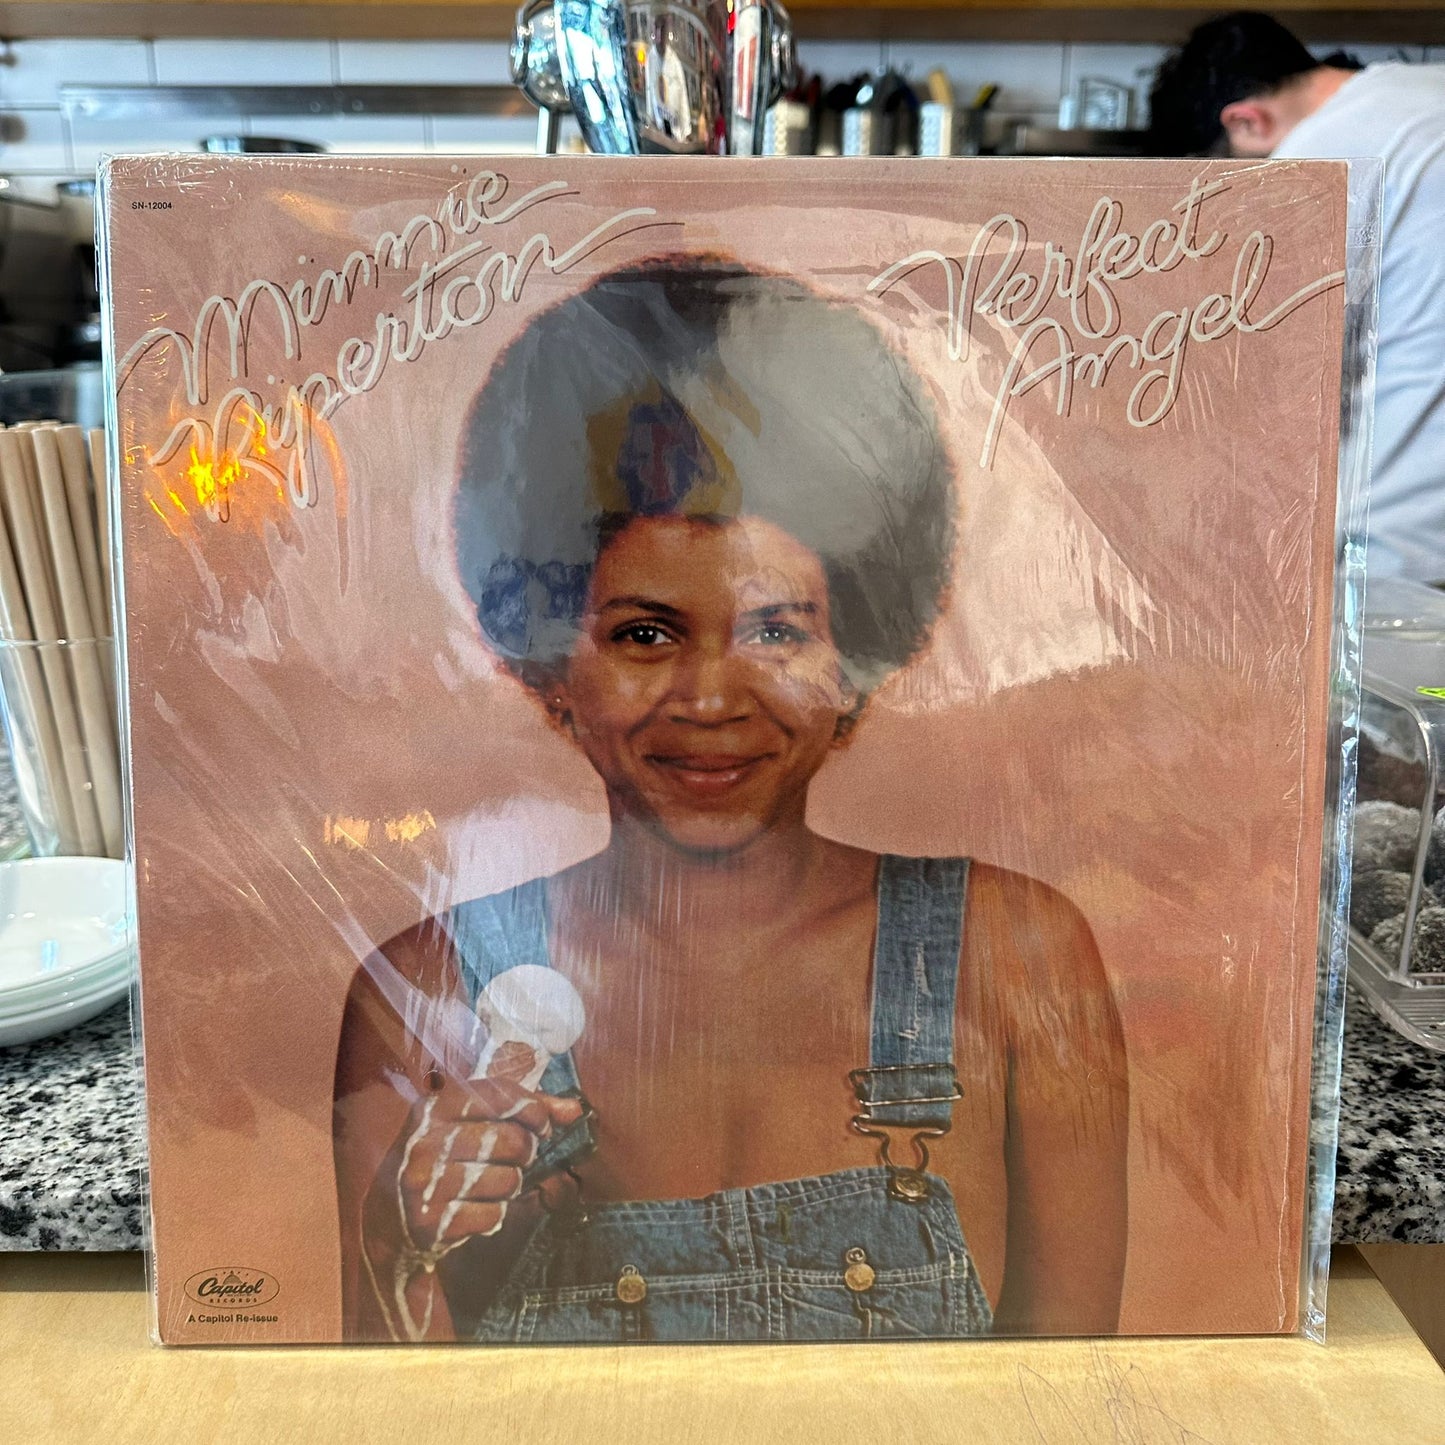 SN-12004
Minnie
Riperton
Perfect
Angel
Capitol
RECORDS
A Capitol Re-issue